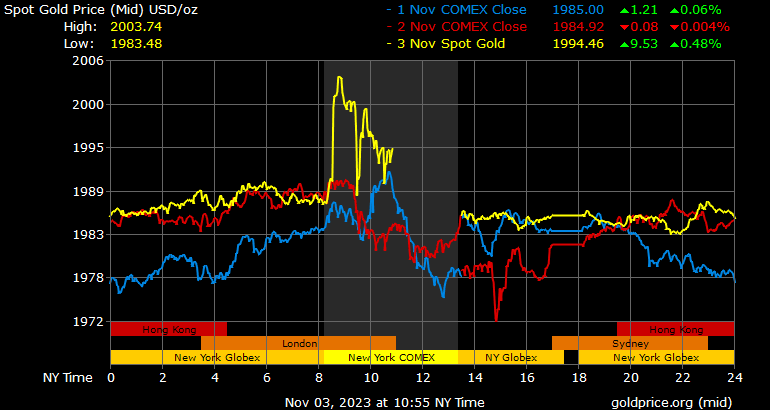 Spot Gold Price (Mid) USD/oz - 1 Nov COMEX Close 1985.00 ▲1.21 ▲0.06%
High: 2003.74 - 2 Nov COMEX Close 1984.92 ▼0.08 ▼0.004%
Low: 1983.48 - 3 Nov Spot Gold 1994.46 ▲9.53 ▲0.48%
2006
2000
1995
1989
1983
1978
1972
Hong Kong Hong Kong
London Sydney
New York Globex New York COMEX NY Globex New York Globex
NY Time 0 2 4 6 8 10 12 14 16 18 20 22 24
Nov 03, 2023 at 10:55 NY Time goldprice.org (mid)